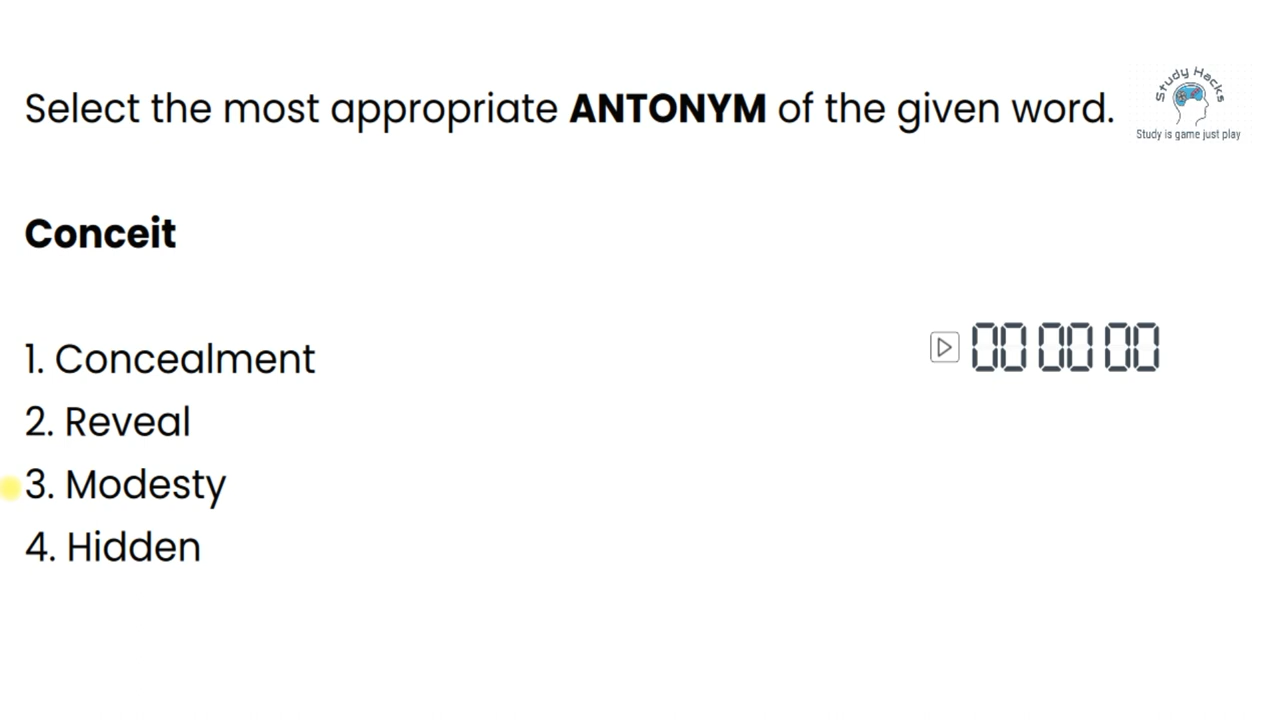 Study Hacks
Select the most appropriate ANTONYM of the given word.
Study is game just play
Conceit
1. Concealment
00 00 00
2. Reveal
3. Modesty
4. Hidden